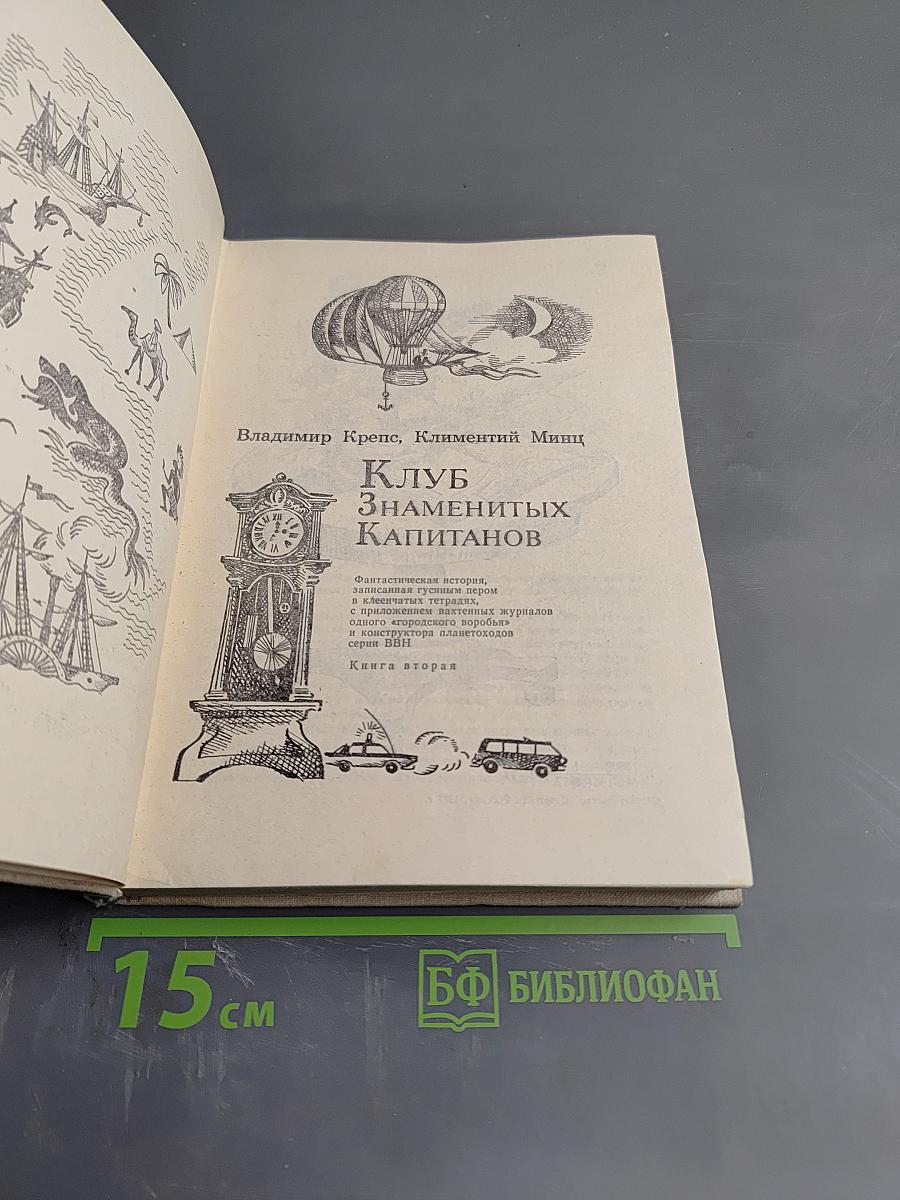 Владимир Крепс, Климентий Минц
Клуб
Знаменитых
Капитанов
Фантастическая история,
записанная гусиным пером
в клеенчатых тетрадях,
с приложением вахтенных журналов
одного «городского воробья»
и конструктора планетоходов
серии ВВН
Книга вторая
15 см
БФ БИБЛИОФАН